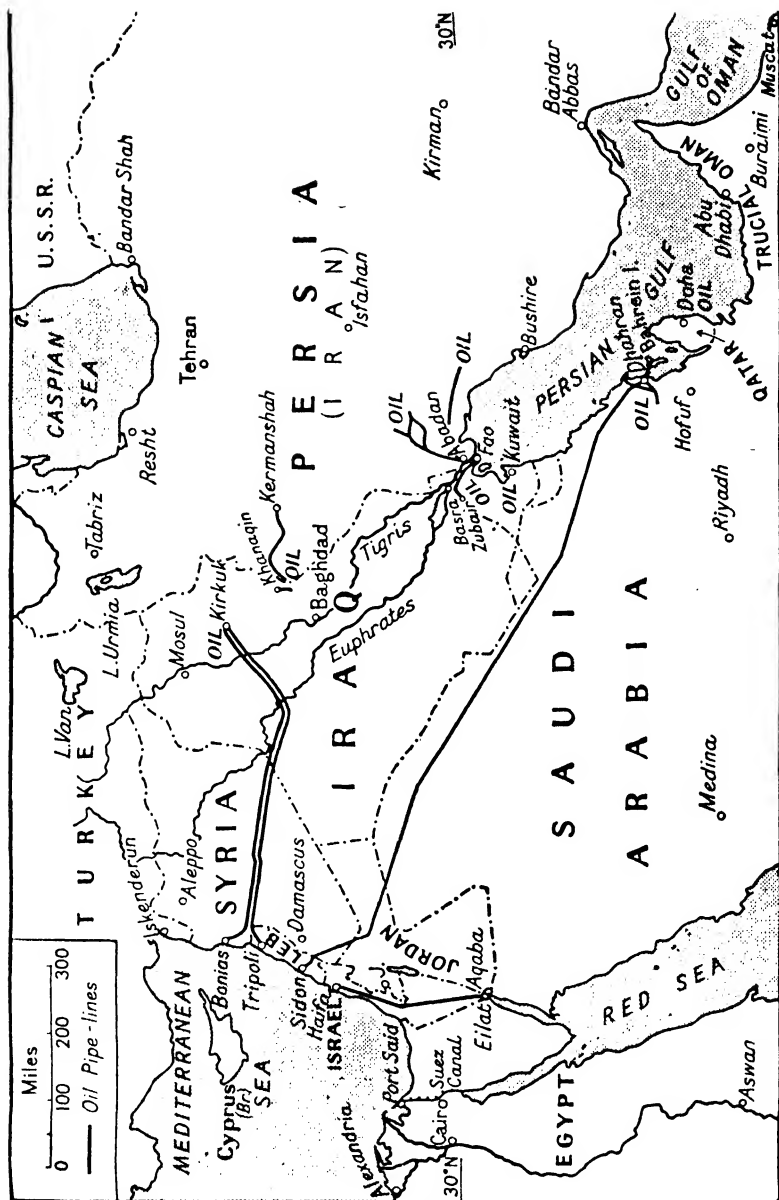 Miles
0 100 200 300
Oil Pipe-lines
U.S.S.R.
CASPIAN
SEA
Bandar Shah
TURKEY
L.Van
L.Urmia
Tabriz
Resht
Tehran
Iskenderun
Aleppo
Mosul
OIL Kirkuk
Khanaqin
OIL
Kermanshah
PERSIA
(IRAN)
Isfahan
Kirman
30°N
MEDITERRANEAN
SEA
Cyprus
(Br.)
Banias
Tripoli
SYRIA
LEB
Damascus
Sidon
Haifa
ISRAEL
JORDAN
IRAQ
Baghdad
Tigris
Euphrates
OIL
OIL
Abadan
Basra
Zubair
OIL
Fao
OIL
Kuwait
Bushire
Bandar
Abbas
PERSIAN
GULF
Alexandria
Port Said
Cairo
Suez
Canal
30°N
Eilat
Aqaba
EGYPT
RED SEA
Aswan
SAUDI
ARABIA
Medina
Riyadh
Hofuf
OIL
Dhahran
Bahrein I.
Daha
OIL
QATAR
Abu
Dhabi
TRUCIAL OMAN
Buraimi
GULF
OF
OMAN
Muscat